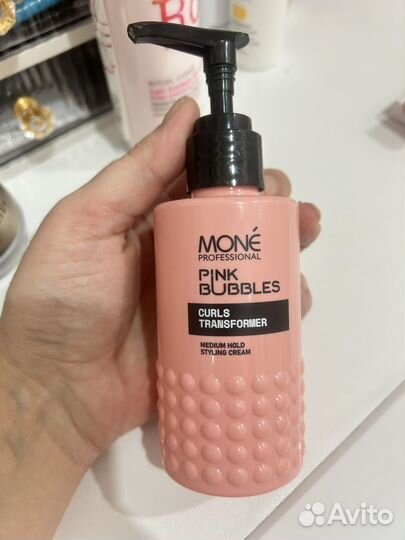 MONÉ
PROFESSIONAL
PINK
BUBBLES
CURLS
TRANSFORMER
MEDIUM HOLD
STYLING CREAM
Avito